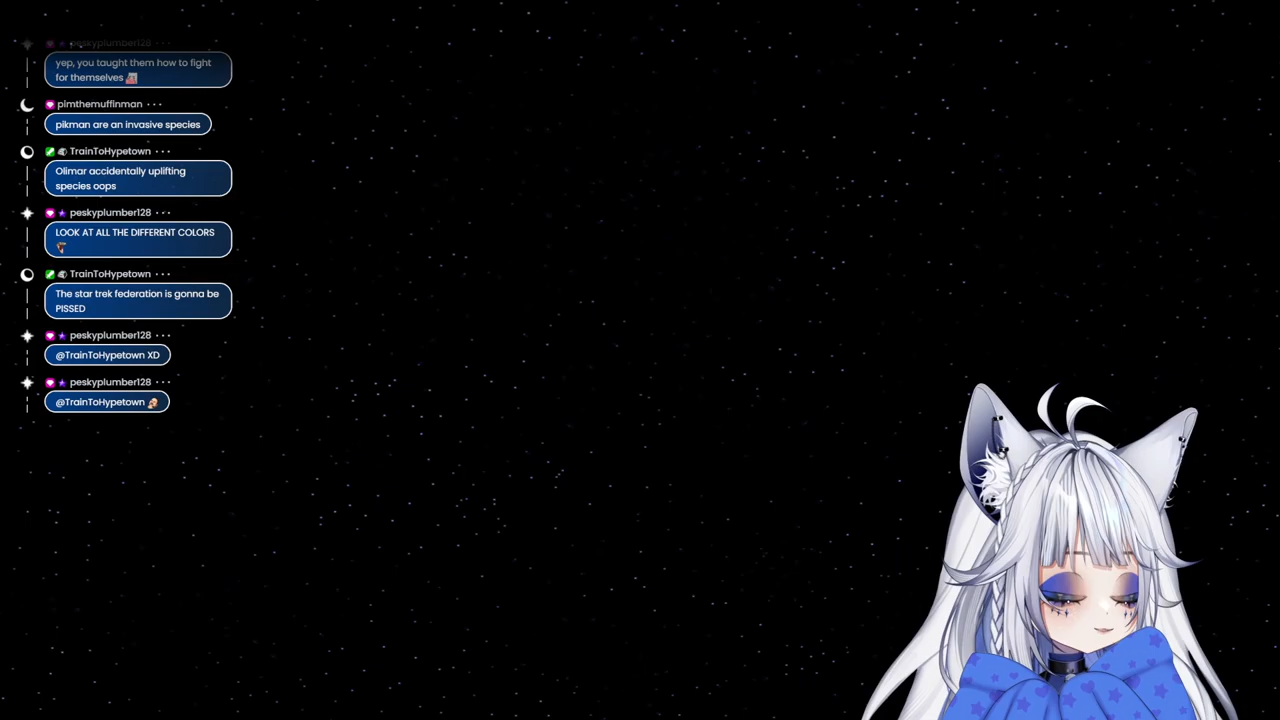 peskyplumber128
yep, you taught them how to fight
for themselves
pimthemuffinman
pikman are an invasive species
TrainToHypetown
Olimar accidentally uplifting
species oops
peskyplumber128
LOOK AT ALL THE DIFFERENT COLORS
TrainToHypetown
The star trek federation is gonna be
PISSED
peskyplumber128
@TrainToHypetown XD
peskyplumber128
@TrainToHypetown